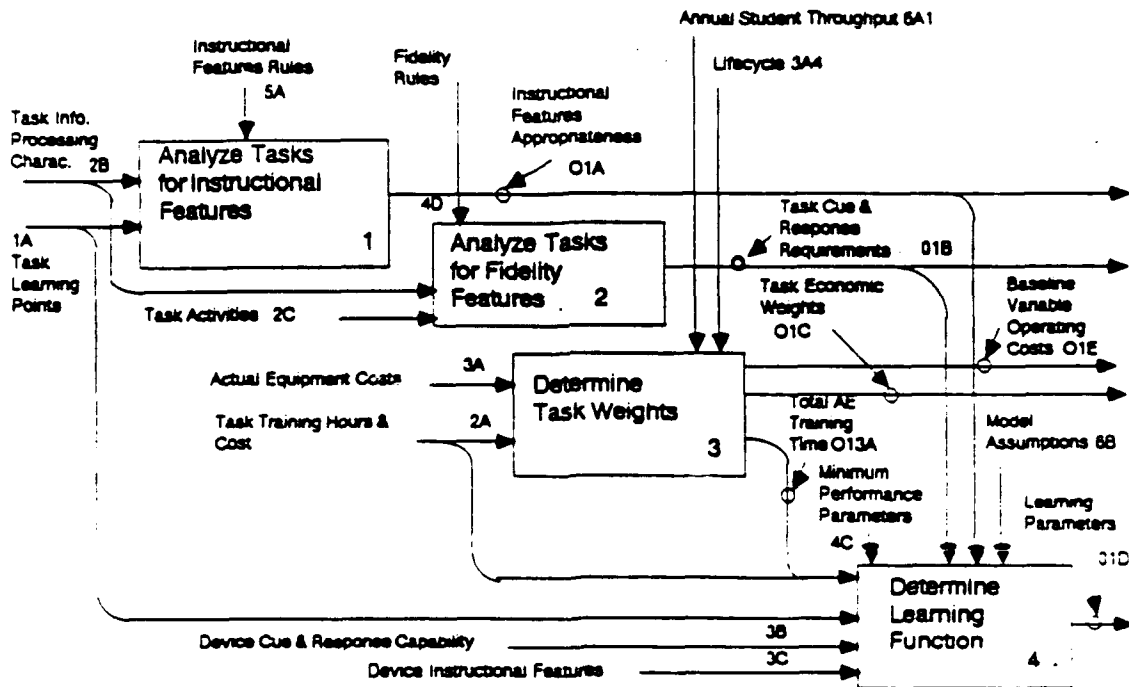 Annual Student Throughput 6A1
Instructional
Features Rules
5A
Fidelity
Rules
Lifecycle 3A4
Instructional
Features
Appropriateness
O1A
Task Info.
Processing
Charac. 2B
Analyze Tasks
for Instructional
Features
1
4D
1A
Task
Learning
Points
Analyze Tasks
for Fidelity
Features
2
Task Cue &
Response
Requirements
01B
Task Activities 2C
Task Economic
Weights
O1C
Baseline
Variable
Operating
Costs O1E
Actual Equipment Costs
3A
Determine
Task Weights
3
Task Training Hours &
Cost
2A
Total AE
Training
Time O13A
Model
Assumptions 6B
Minimum
Performance
Parameters
4C
Learning
Parameters
01D
Determine
Learning
Function
4
Device Cue & Response Capability
3B
Device Instructional Features
3C